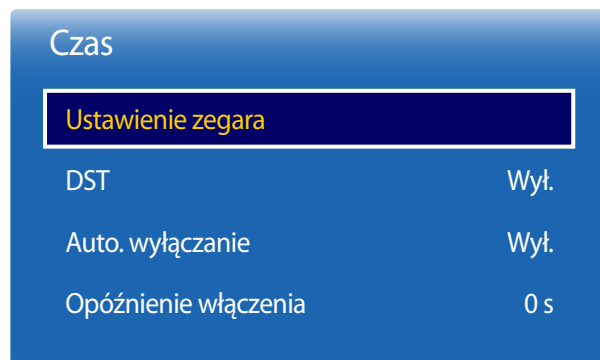 Czas
Ustawienie zegara
DST Wył.
Auto. wyłączanie Wył.
Opóźnienie włączenia 0 s